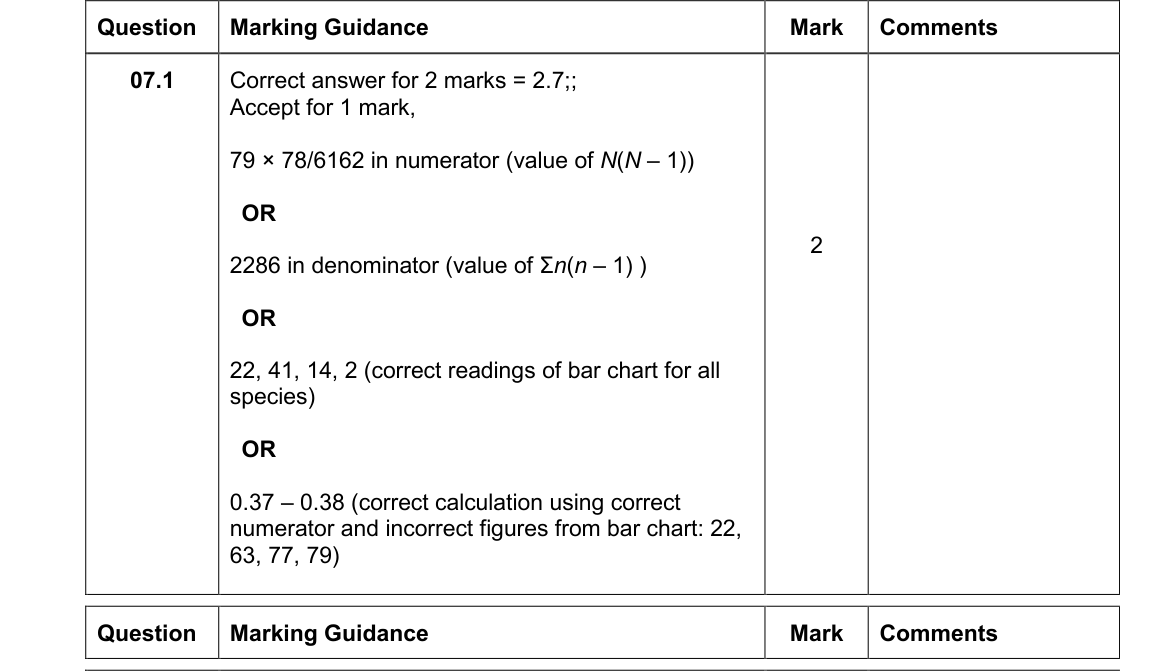 Question Marking Guidance Mark Comments
07.1 Correct answer for 2 marks = 2.7;;
Accept for 1 mark,
79 × 78/6162 in numerator (value of N(N – 1))
OR
2286 in denominator (value of Σn(n – 1) )
2
OR
22, 41, 14, 2 (correct readings of bar chart for all
species)
OR
0.37 – 0.38 (correct calculation using correct
numerator and incorrect figures from bar chart: 22,
63, 77, 79)
Question Marking Guidance Mark Comments